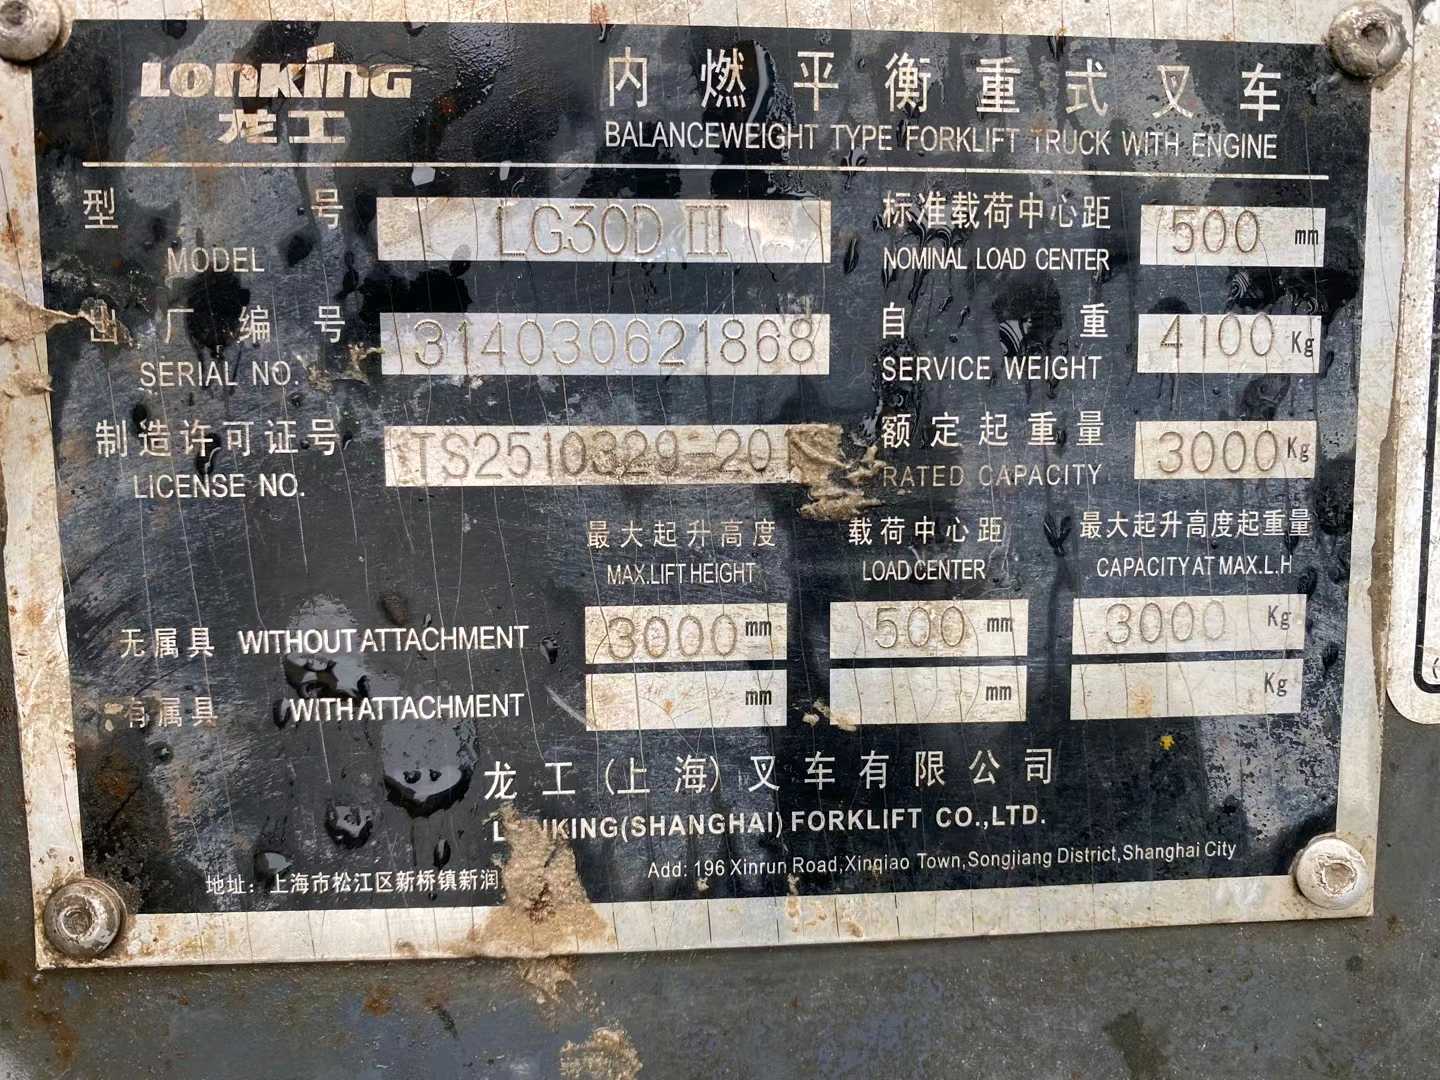 LONKING
龙工
内燃平衡重式叉车
BALANCEWEIGHT TYPE FORKLIFT TRUCK WITH ENGINE
型号 LG30D III
MODEL
标准载荷中心距 500 mm
NOMINAL LOAD CENTER
出厂编号 314030621868
SERIAL NO.
自重 4100 Kg
SERVICE WEIGHT
制造许可证号 TS2510329-201
LICENSE NO.
额定起重量 3000 Kg
RATED CAPACITY
最大起升高度 载荷中心距 最大起升高度起重量
MAX.LIFT HEIGHT LOAD CENTER CAPACITY AT MAX.L.H
无属具 WITHOUT ATTACHMENT 3000 mm 500 mm 3000 Kg
有属具 WITH ATTACHMENT mm mm Kg
龙工(上海)叉车有限公司
LONKING(SHANGHAI) FORKLIFT CO.,LTD.
地址: 上海市松江区新桥镇新润
Add: 196 Xinrun Road,Xinqiao Town,Songjiang District,Shanghai City